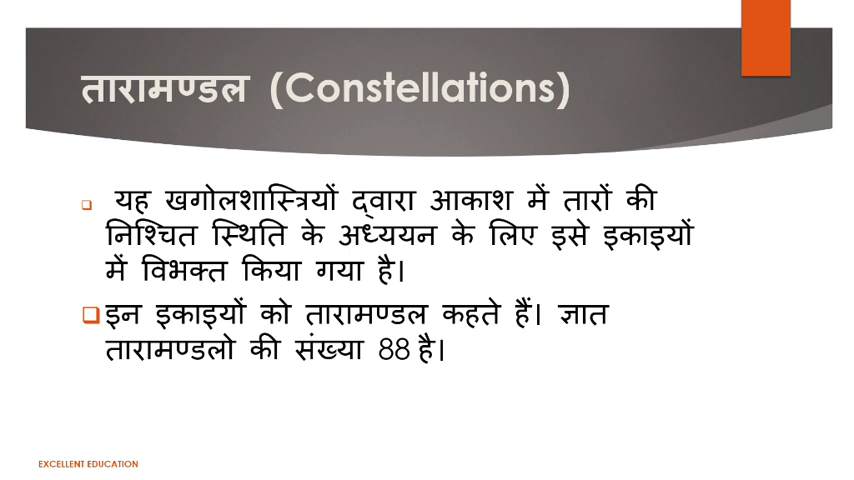 तारामण्डल (Constellations)
यह खगोलशास्त्रियों द्वारा आकाश में तारों की
निश्चित स्थिति के अध्ययन के लिए इसे इकाइयों
में विभक्त किया गया है।
इन इकाइयों को तारामण्डल कहते हैं। ज्ञात
तारामण्डलो की संख्या 88 है।
EXCELLENT EDUCATION